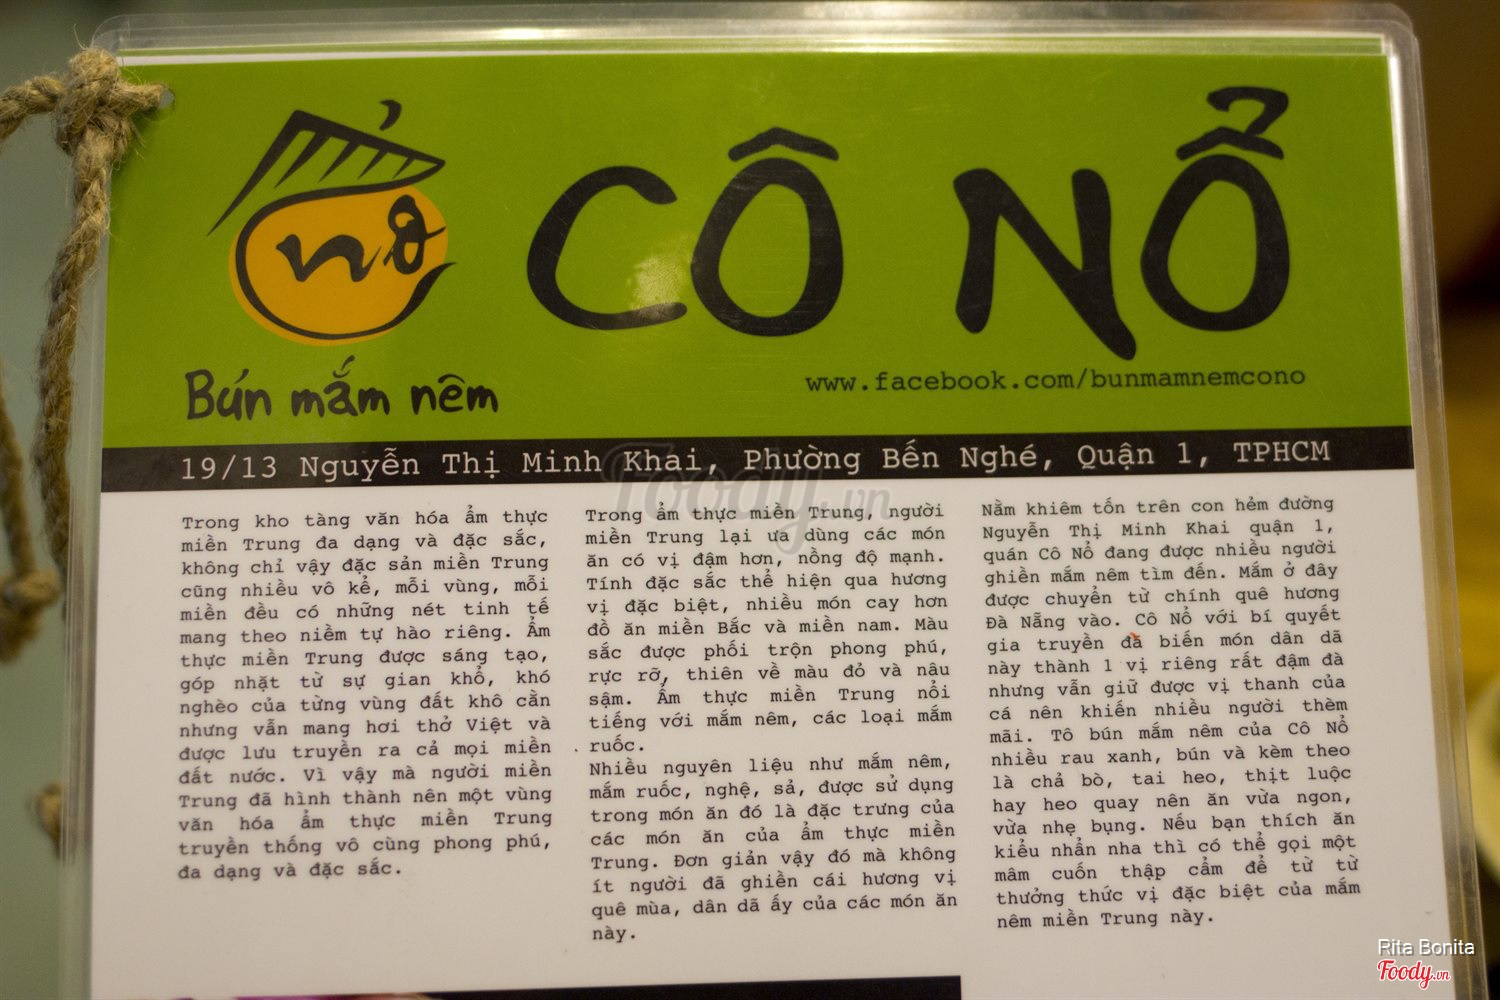 CÔ NỔ
nổ
Bún mắm nêm
www.facebook.com/bunmamnemcono
19/13 Nguyễn Thị Minh Khai, Phường Bến Nghé, Quận 1, TPHCM
Trong kho tàng văn hóa ẩm thực
miền Trung đa dạng và đặc sắc,
không chỉ vậy đặc sản miền Trung
cũng nhiều vô kể, mỗi vùng, mỗi
miền đều có những nét tinh tế
mang theo niềm tự hào riêng. Ẩm
thực miền Trung được sáng tạo,
góp nhặt từ sự gian khổ, khó
nghèo của từng vùng đất khô cằn
nhưng vẫn mang hơi thở Việt và
được lưu truyền ra cả mọi miền
đất nước. Vì vậy mà người miền
Trung đã hình thành nên một vùng
văn hóa ẩm thực miền Trung
truyền thống vô cùng phong phú,
đa dạng và đặc sắc.
Trong ẩm thực miền Trung, người
miền Trung lại ưa dùng các món
ăn có vị đậm hơn, nồng độ mạnh.
Tính đặc sắc thể hiện qua hương
vị đặc biệt, nhiều món cay hơn
đồ ăn miền Bắc và miền nam. Màu
sắc được phối trộn phong phú,
rực rỡ, thiên về màu đỏ và nâu
sậm. Ẩm thực miền Trung nổi
tiếng với mắm nêm, các loại mắm
ruốc.
Nhiều nguyên liệu như mắm nêm,
mắm ruốc, nghệ, sả, được sử dụng
trong món ăn đó là đặc trưng của
các món ăn của ẩm thực miền
Trung. Đơn giản vậy đó mà không
ít người đã ghiền cái hương vị
quê mùa, dân dã ấy của các món ăn
này.
Nằm khiêm tốn trên con hẻm đường
Nguyễn Thị Minh Khai quận 1,
quán Cô Nổ đang được nhiều người
ghiền mắm nêm tìm đến. Mắm ở đây
được chuyển từ chính quê hương
Đà Nẵng vào. Cô Nổ với bí quyết
gia truyền đã biến món dân dã
này thành 1 vị riêng rất đậm đà
nhưng vẫn giữ được vị thanh của
cá nên khiến nhiều người thèm
mãi. Tô bún mắm nêm của Cô Nổ
nhiều rau xanh, bún và kèm theo
là chả bò, tai heo, thịt luộc
hay heo quay nên ăn vừa ngon,
vừa nhẹ bụng. Nếu bạn thích ăn
kiểu nhẩn nha thì có thể gọi một
mâm cuốn thập cẩm để từ từ
thưởng thức vị đặc biệt của mắm
nêm miền Trung này.
Foody.vn
Rita Bonita
Foody.vn